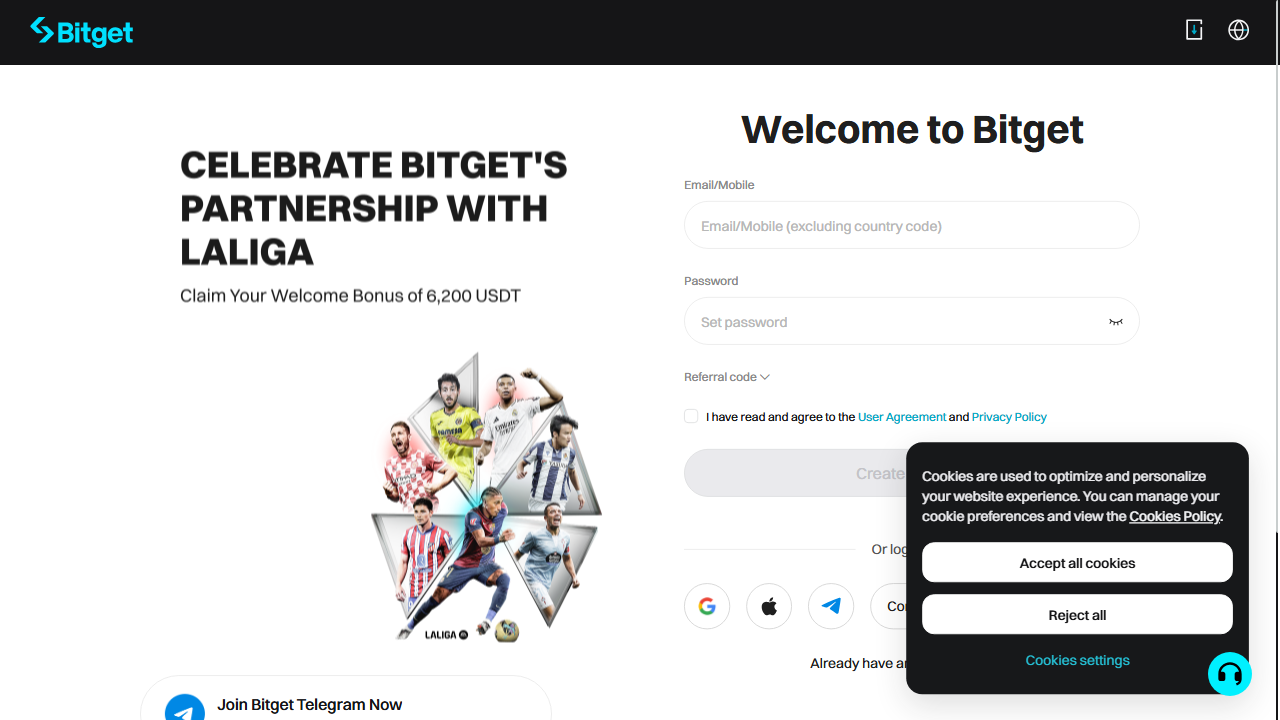 Bitget
CELEBRATE BITGET'S
PARTNERSHIP WITH
LALIGA
Claim Your Welcome Bonus of 6,200 USDT
LALIGA
Join Bitget Telegram Now
Welcome to Bitget
Email/Mobile
Email/Mobile (excluding country code)
Password
Set password
Referral code
I have read and agree to the User Agreement and Privacy Policy
Create
Or log
Already have
Cookies are used to optimize and personalize
your website experience. You can manage your
cookie preferences and view the Cookies Policy.
Accept all cookies
Reject all
Cookies settings